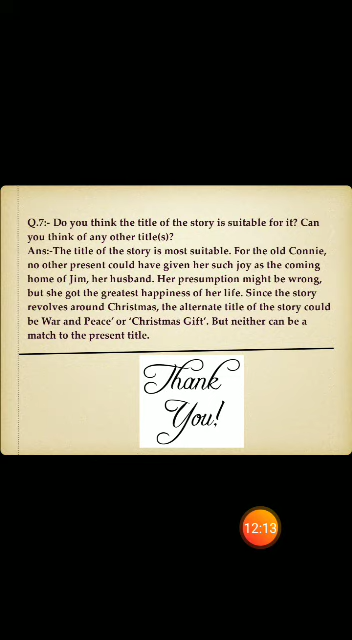 Q.7:- Do you think the title of the story is suitable for it? Can
you think of any other title(s)?
Ans:-The title of the story is most suitable. For the old Connie,
no other present could have given her such joy as the coming
home of Jim, her husband. Her presumption might be wrong,
but she got the greatest happiness of her life. Since the story
revolves around Christmas, the alternate title of the story could
be War and Peace’ or ‘Christmas Gift’. But neither can be a
match to the present title.
Thank
You!
12:13